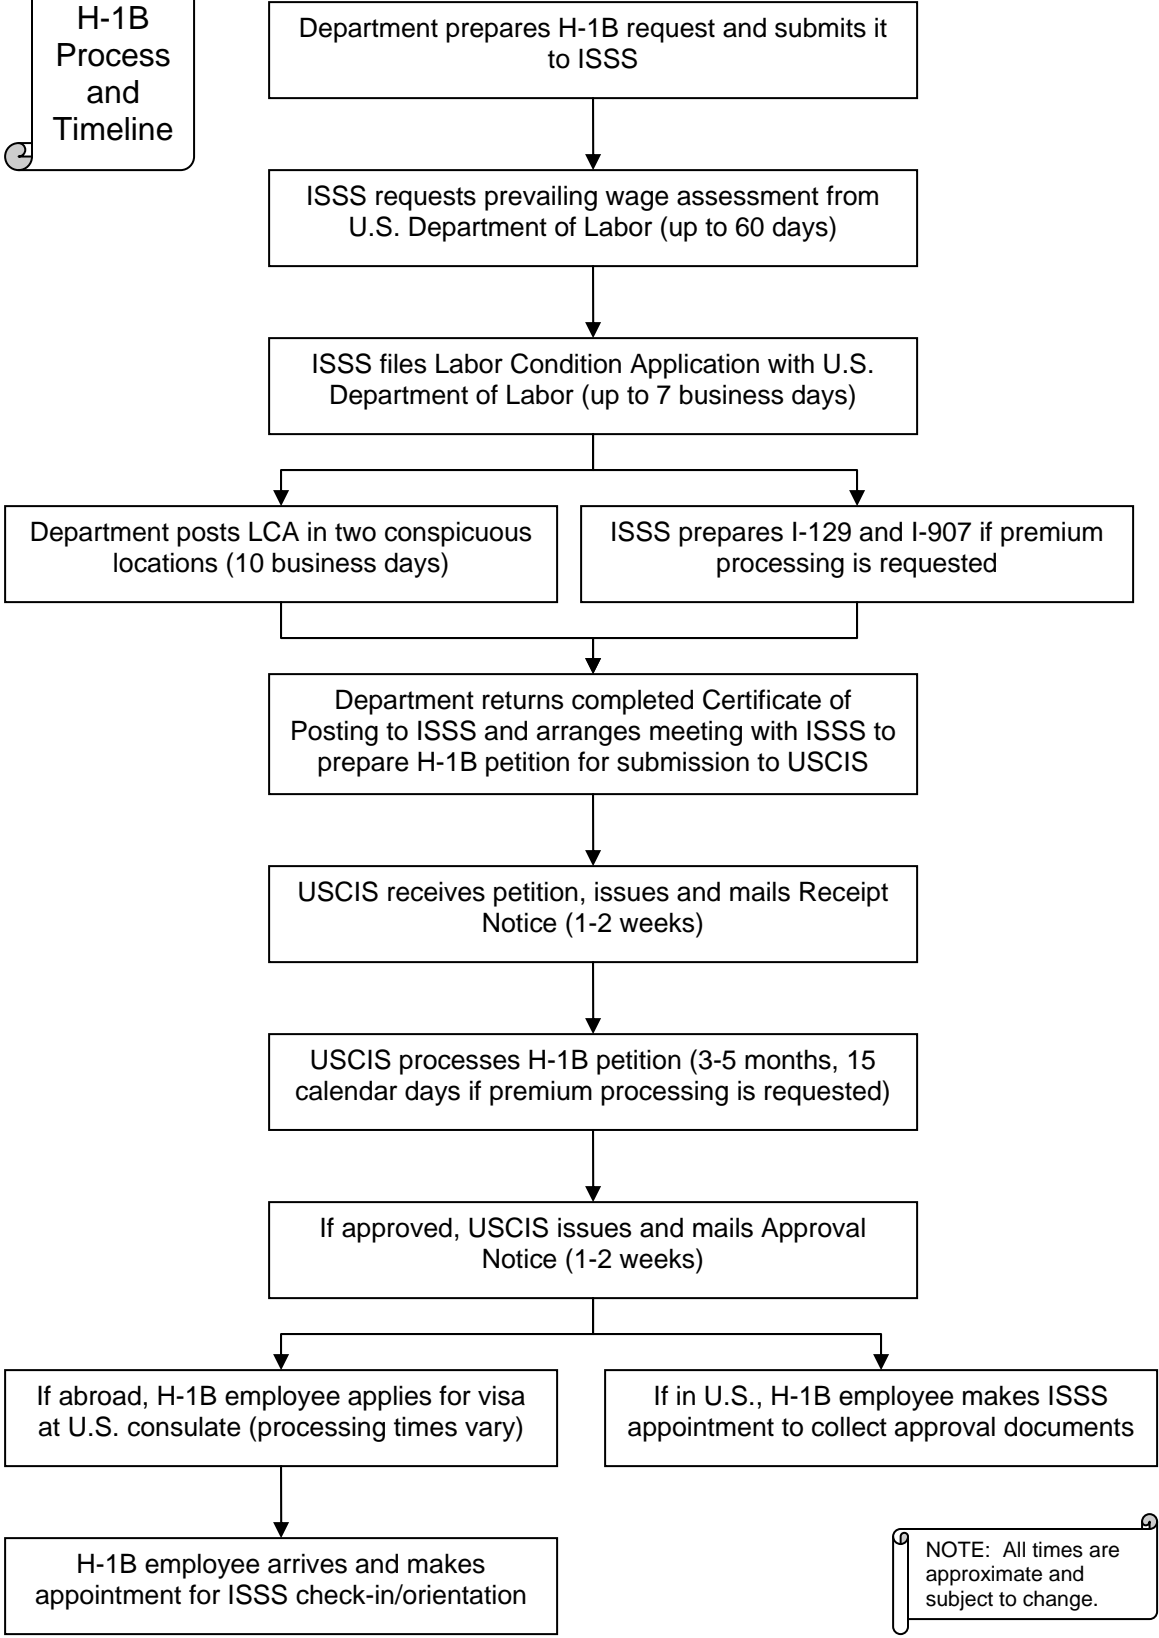 H-1B
Process
and
Timeline
Department prepares H-1B request and submits it
to ISSS
ISSS requests prevailing wage assessment from
U.S. Department of Labor (up to 60 days)
ISSS files Labor Condition Application with U.S.
Department of Labor (up to 7 business days)
Department posts LCA in two conspicuous
locations (10 business days)
ISSS prepares I-129 and I-907 if premium
processing is requested
Department returns completed Certificate of
Posting to ISSS and arranges meeting with ISSS to
prepare H-1B petition for submission to USCIS
USCIS receives petition, issues and mails Receipt
Notice (1-2 weeks)
USCIS processes H-1B petition (3-5 months, 15
calendar days if premium processing is requested)
If approved, USCIS issues and mails Approval
Notice (1-2 weeks)
If abroad, H-1B employee applies for visa
at U.S. consulate (processing times vary)
If in U.S., H-1B employee makes ISSS
appointment to collect approval documents
H-1B employee arrives and makes
appointment for ISSS check-in/orientation
NOTE:  All times are
approximate and
subject to change.